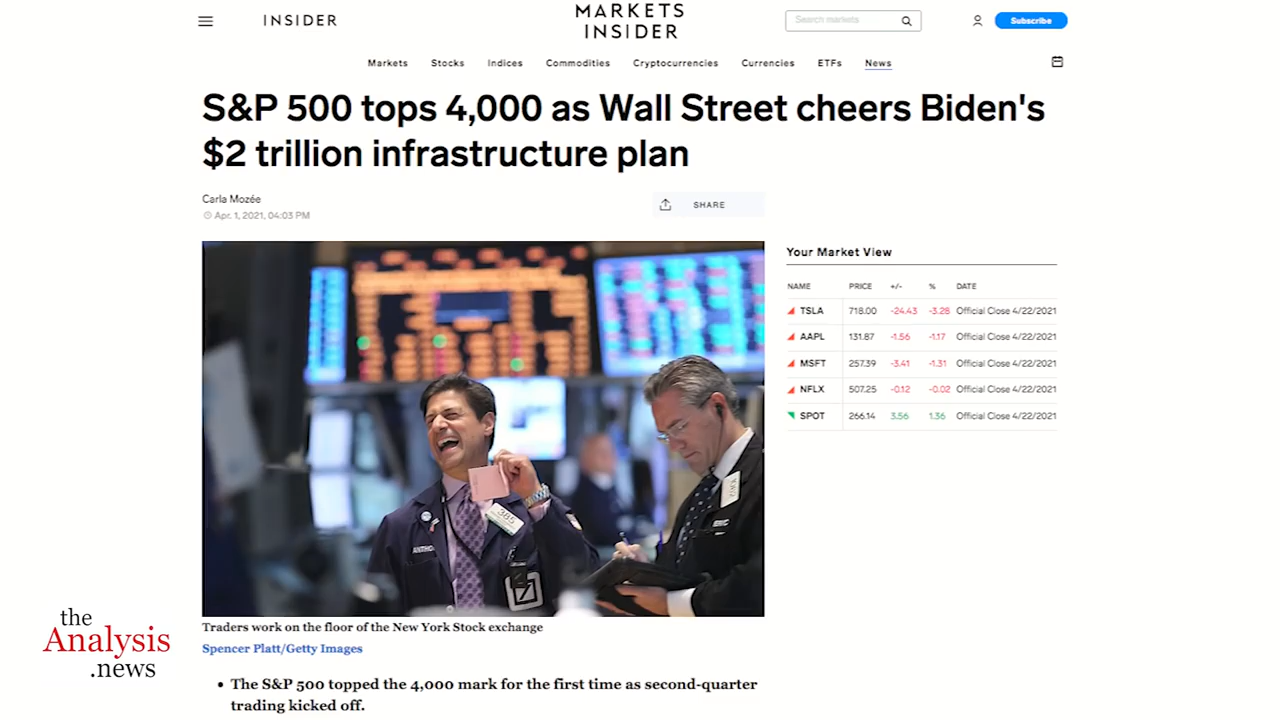 INSIDER
MARKETS
INSIDER
Search markets
Subscribe
Markets Stocks Indices Commodities Cryptocurrencies Currencies ETFs News
S&P 500 tops 4,000 as Wall Street cheers Biden's
$2 trillion infrastructure plan
Carla Mozée
Apr. 1, 2021, 04:03 PM
SHARE
Your Market View
NAME PRICE +/- % DATE
TSLA 718.00 -24.43 -3.28 Official Close 4/22/2021
AAPL 131.87 -1.56 -1.17 Official Close 4/22/2021
MSFT 257.39 -3.41 -1.31 Official Close 4/22/2021
NFLX 507.25 -0.12 -0.02 Official Close 4/22/2021
SPOT 266.14 3.56 1.36 Official Close 4/22/2021
365
ANTHO
Traders work on the floor of the New York Stock exchange
Spencer Platt/Getty Images
• The S&P 500 topped the 4,000 mark for the first time as second-quarter
trading kicked off.
the
Analysis
.news